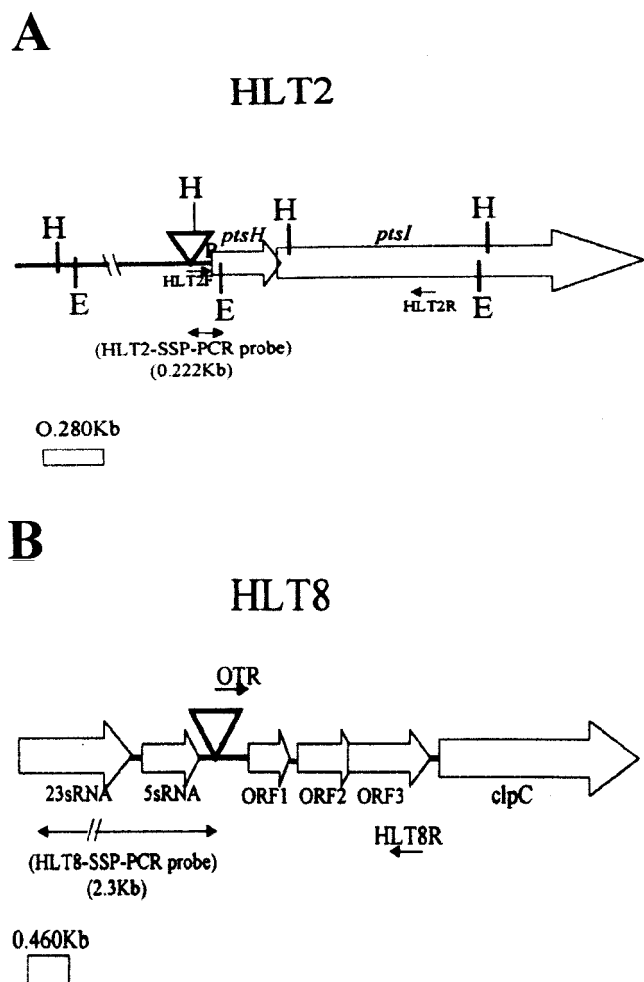 A
HLT2
H
H
H
H
P
ptsH
ptsI
HLT2F
HLT2R
E
E
E
(HLT2-SSP-PCR probe)
(0.222Kb)
O.280Kb
B
HLT8
OTR
23sRNA
5sRNA
ORF1
ORF2
ORF3
clpC
HLT8R
(HLT8-SSP-PCR probe)
(2.3Kb)
0.460Kb